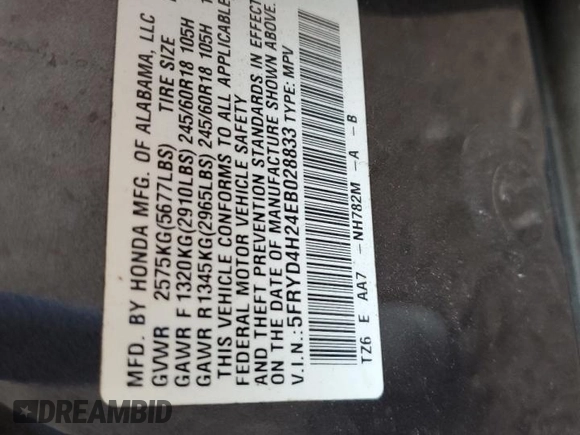 MFD. BY HONDA MFG. OF ALABAMA, LLC
GVWR 2575KG(5677LBS) TIRE SIZE
GAWR F 1320KG(2910LBS) 245/60R18 105H
GAWR R1345KG(2965LBS) 245/60R18 105H
THIS VEHICLE CONFORMS TO ALL APPLICABLE
FEDERAL MOTOR VEHICLE SAFETY
AND THEFT PREVENTION STANDARDS IN EFFECT
ON THE DATE OF MANUFACTURE SHOWN ABOVE.
V.I.N.:5FRYD4H24EB028833 TYPE: MPV
TZ6 E AA7 -NH782M -A -B
DREAMBID